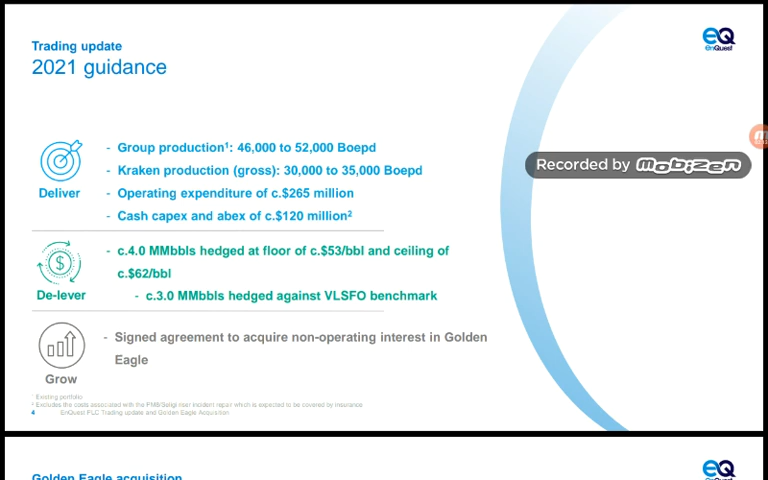 Trading update
2021 guidance
EnQuest
Recorded by mobizen
- Group production¹: 46,000 to 52,000 Boepd
- Kraken production (gross): 30,000 to 35,000 Boepd
- Operating expenditure of c.$265 million
- Cash capex and abex of c.$120 million²
Deliver
- c.4.0 MMbbls hedged at floor of c.$53/bbl and ceiling of
c.$62/bbl
- c.3.0 MMbbls hedged against VLSFO benchmark
De-lever
- Signed agreement to acquire non-operating interest in Golden
Eagle
Grow
¹ Existing portfolio
² Excludes the costs associated with the PM8/Seligi riser incident repair which is expected to be covered by insurance
4 EnQuest PLC Trading update and Golden Eagle Acquisition
Golden Eagle acquisition
EnQuest